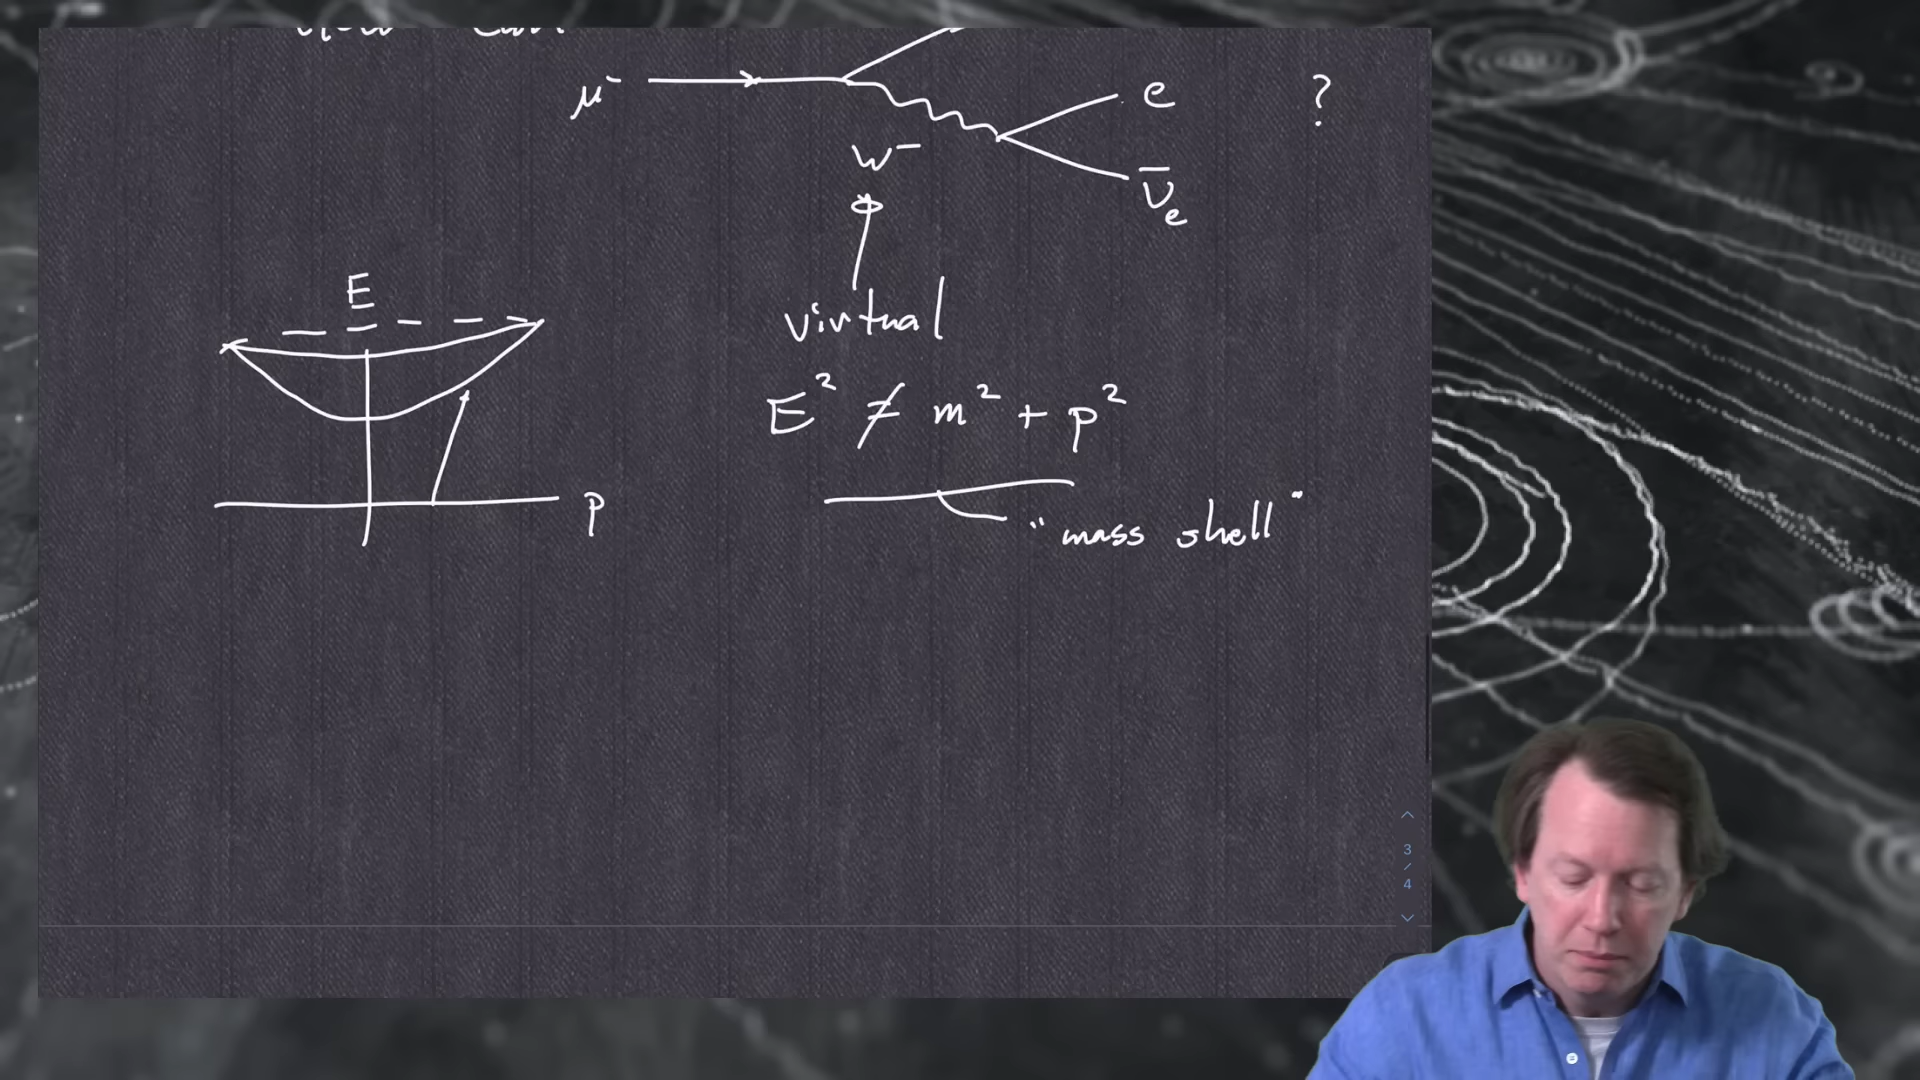 μ⁻ e ?
W⁻
ν̄ₑ
E
virtual
E² ≠ m² + p²
p
"mass shell"
3
/
4